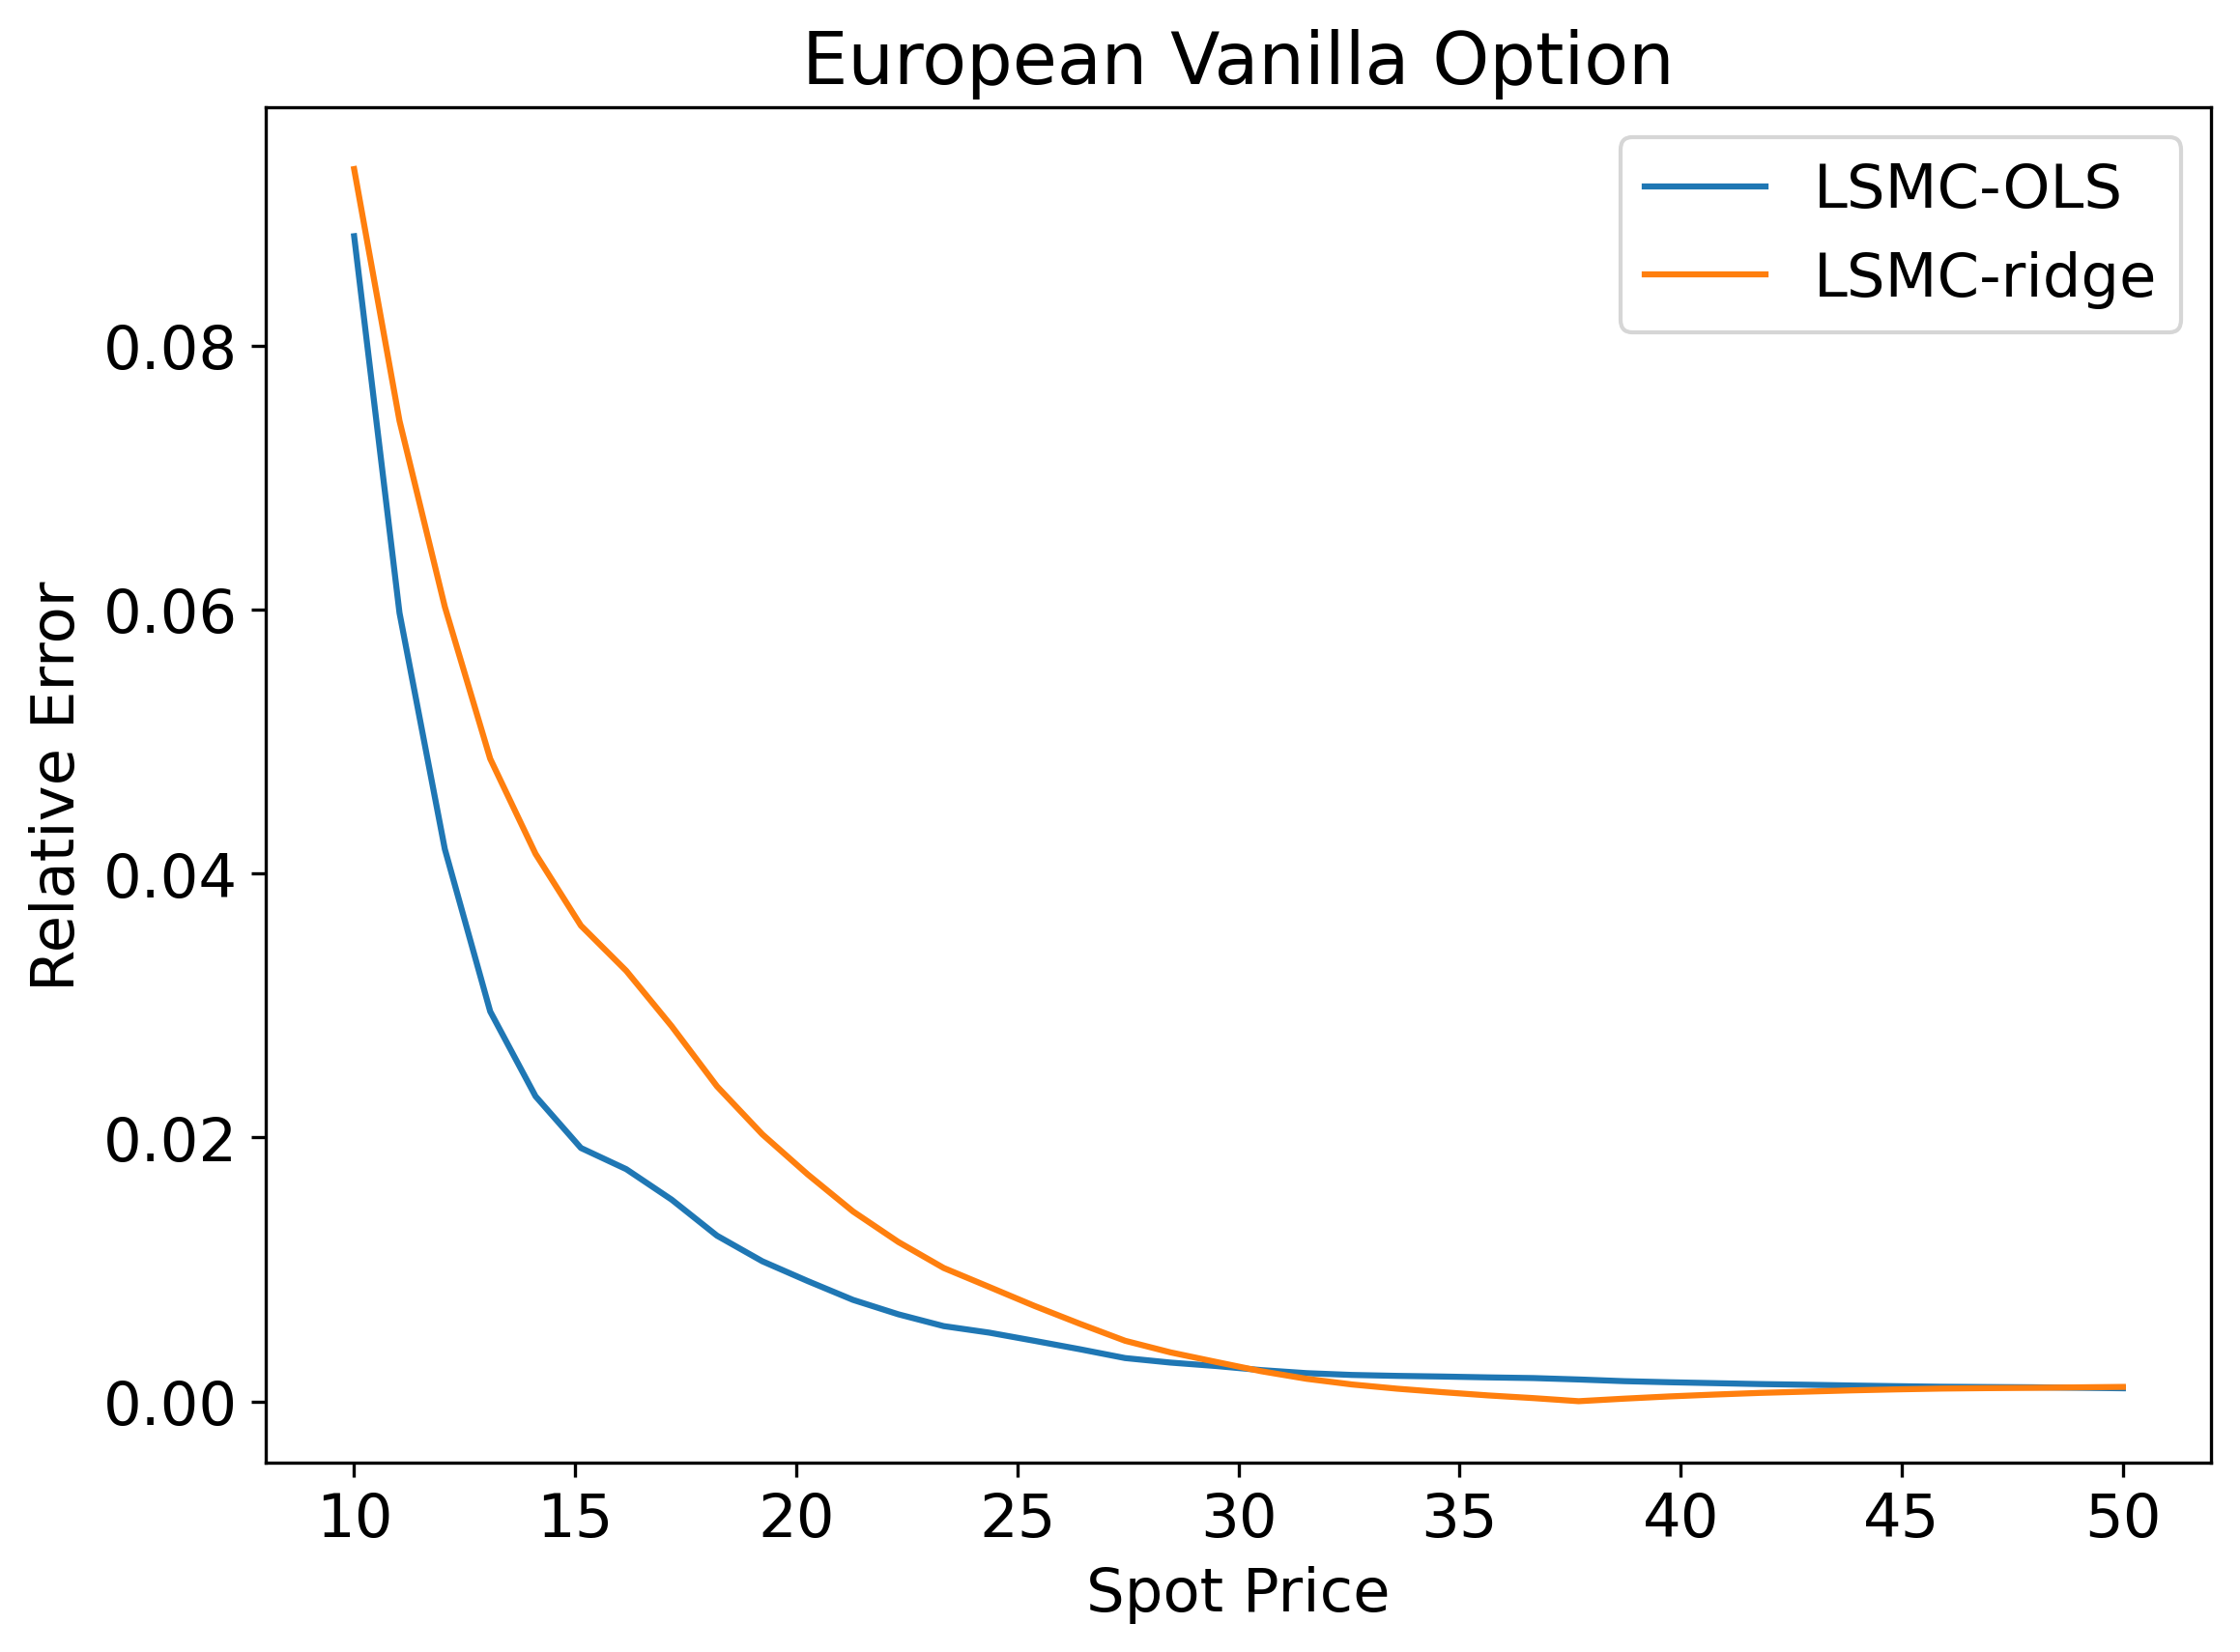 European Vanilla Option
LSMC-OLS
LSMC-ridge
Relative Error
0.08
0.06
0.04
0.02
0.00
10 15 20 25 30 35 40 45 50
Spot Price